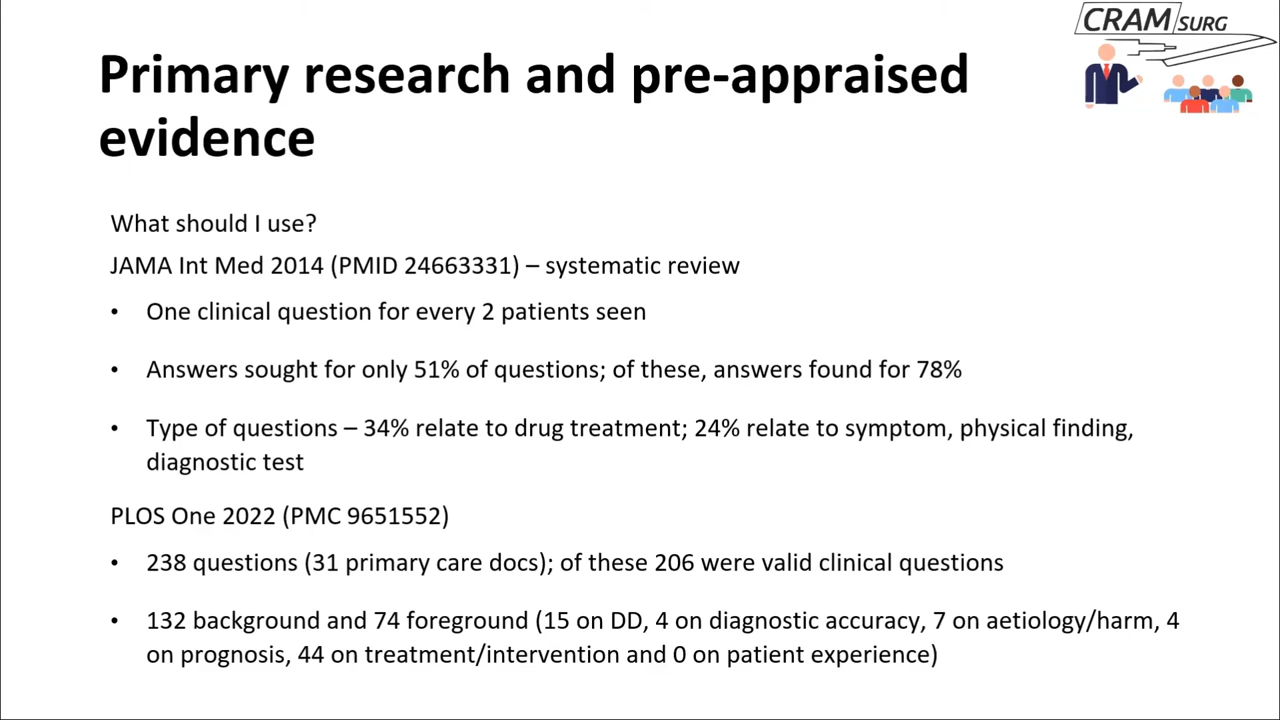 CRAM SURG
Primary research and pre-appraised
evidence
What should I use?
JAMA Int Med 2014 (PMID 24663331) – systematic review
• One clinical question for every 2 patients seen
• Answers sought for only 51% of questions; of these, answers found for 78%
• Type of questions – 34% relate to drug treatment; 24% relate to symptom, physical finding,
diagnostic test
PLOS One 2022 (PMC 9651552)
• 238 questions (31 primary care docs); of these 206 were valid clinical questions
• 132 background and 74 foreground (15 on DD, 4 on diagnostic accuracy, 7 on aetiology/harm, 4
on prognosis, 44 on treatment/intervention and 0 on patient experience)